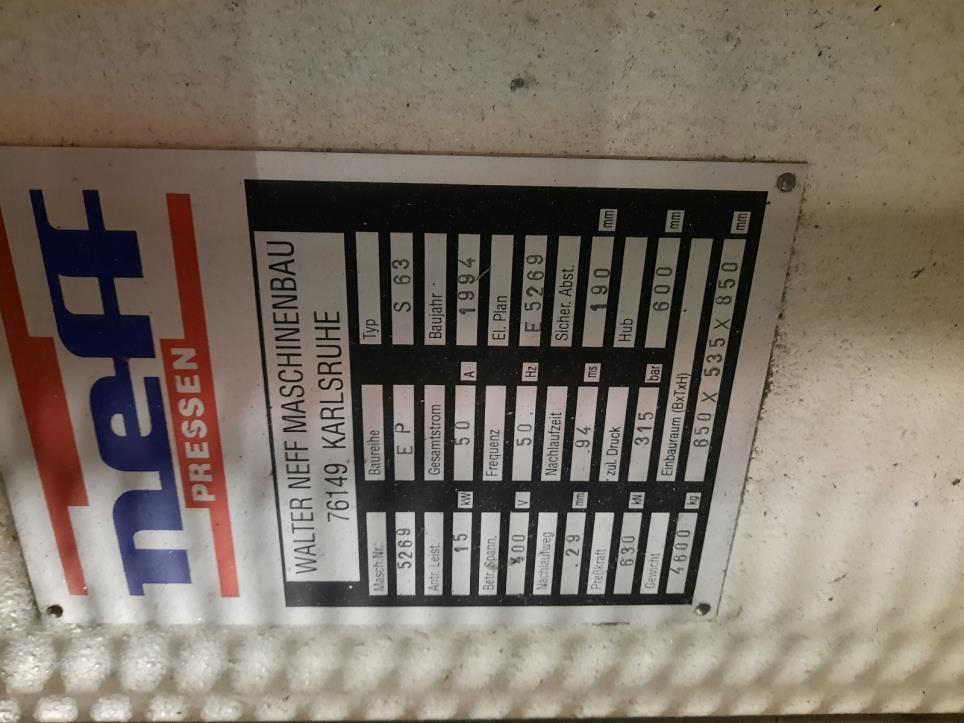 neff
PRESSEN
WALTER NEFF MASCHINENBAU
76149 KARLSRUHE
Masch.Nr. Baureihe Typ
5269 EP S 63
Antr. Leist. Gesamtstrom Baujahr
15 kW 50 A 1994
Betr. Spann. Frequenz El. Plan
400 V 50 Hz E 5269
Nachlaufweg Nachlaufzeit Sicher. Abst.
29 mm 94 ms 190 mm
Preßkraft zul. Druck Hub
630 kN 315 bar 600 mm
Gewicht Einbauraum (BxTxH)
4600 kg 650 X 535 X 850 mm